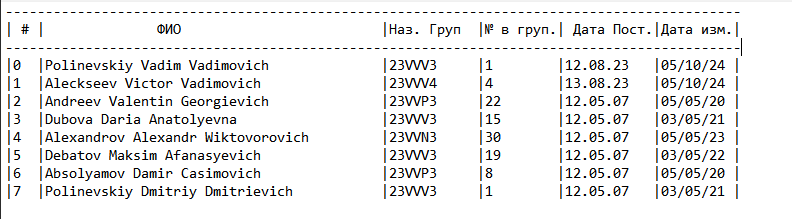 --------------------------------------------------------------------------------------------
| # |              ФИО                         |Наз. Груп  |№ в груп.| Дата Пост.|Дата изм.|
--------------------------------------------------------------------------------------------
|0  |Polinevskiy Vadim Vadimovich              |23VVV3     |1        |12.08.23   |05/10/24 |
|1  |Aleckseev Victor Vadimovich               |23VVV4     |4        |13.08.23   |05/10/24 |
|2  |Andreev Valentin Georgievich              |23VVP3     |22       |12.05.07   |05/05/20 |
|3  |Dubova Daria Anatolyevna                  |23VVV3     |15       |12.05.07   |03/05/21 |
|4  |Alexandrov Alexandr Wiktovorovich         |23VVN3     |30       |12.05.07   |05/05/23 |
|5  |Debatov Maksim Afanasyevich               |23VVV3     |19       |12.05.07   |03/05/22 |
|6  |Absolyamov Damir Casimovich               |23VVP3     |8        |12.05.07   |05/05/20 |
|7  |Polinevskiy Dmitriy Dmitrievich           |23VVV3     |1        |12.05.07   |03/05/21 |